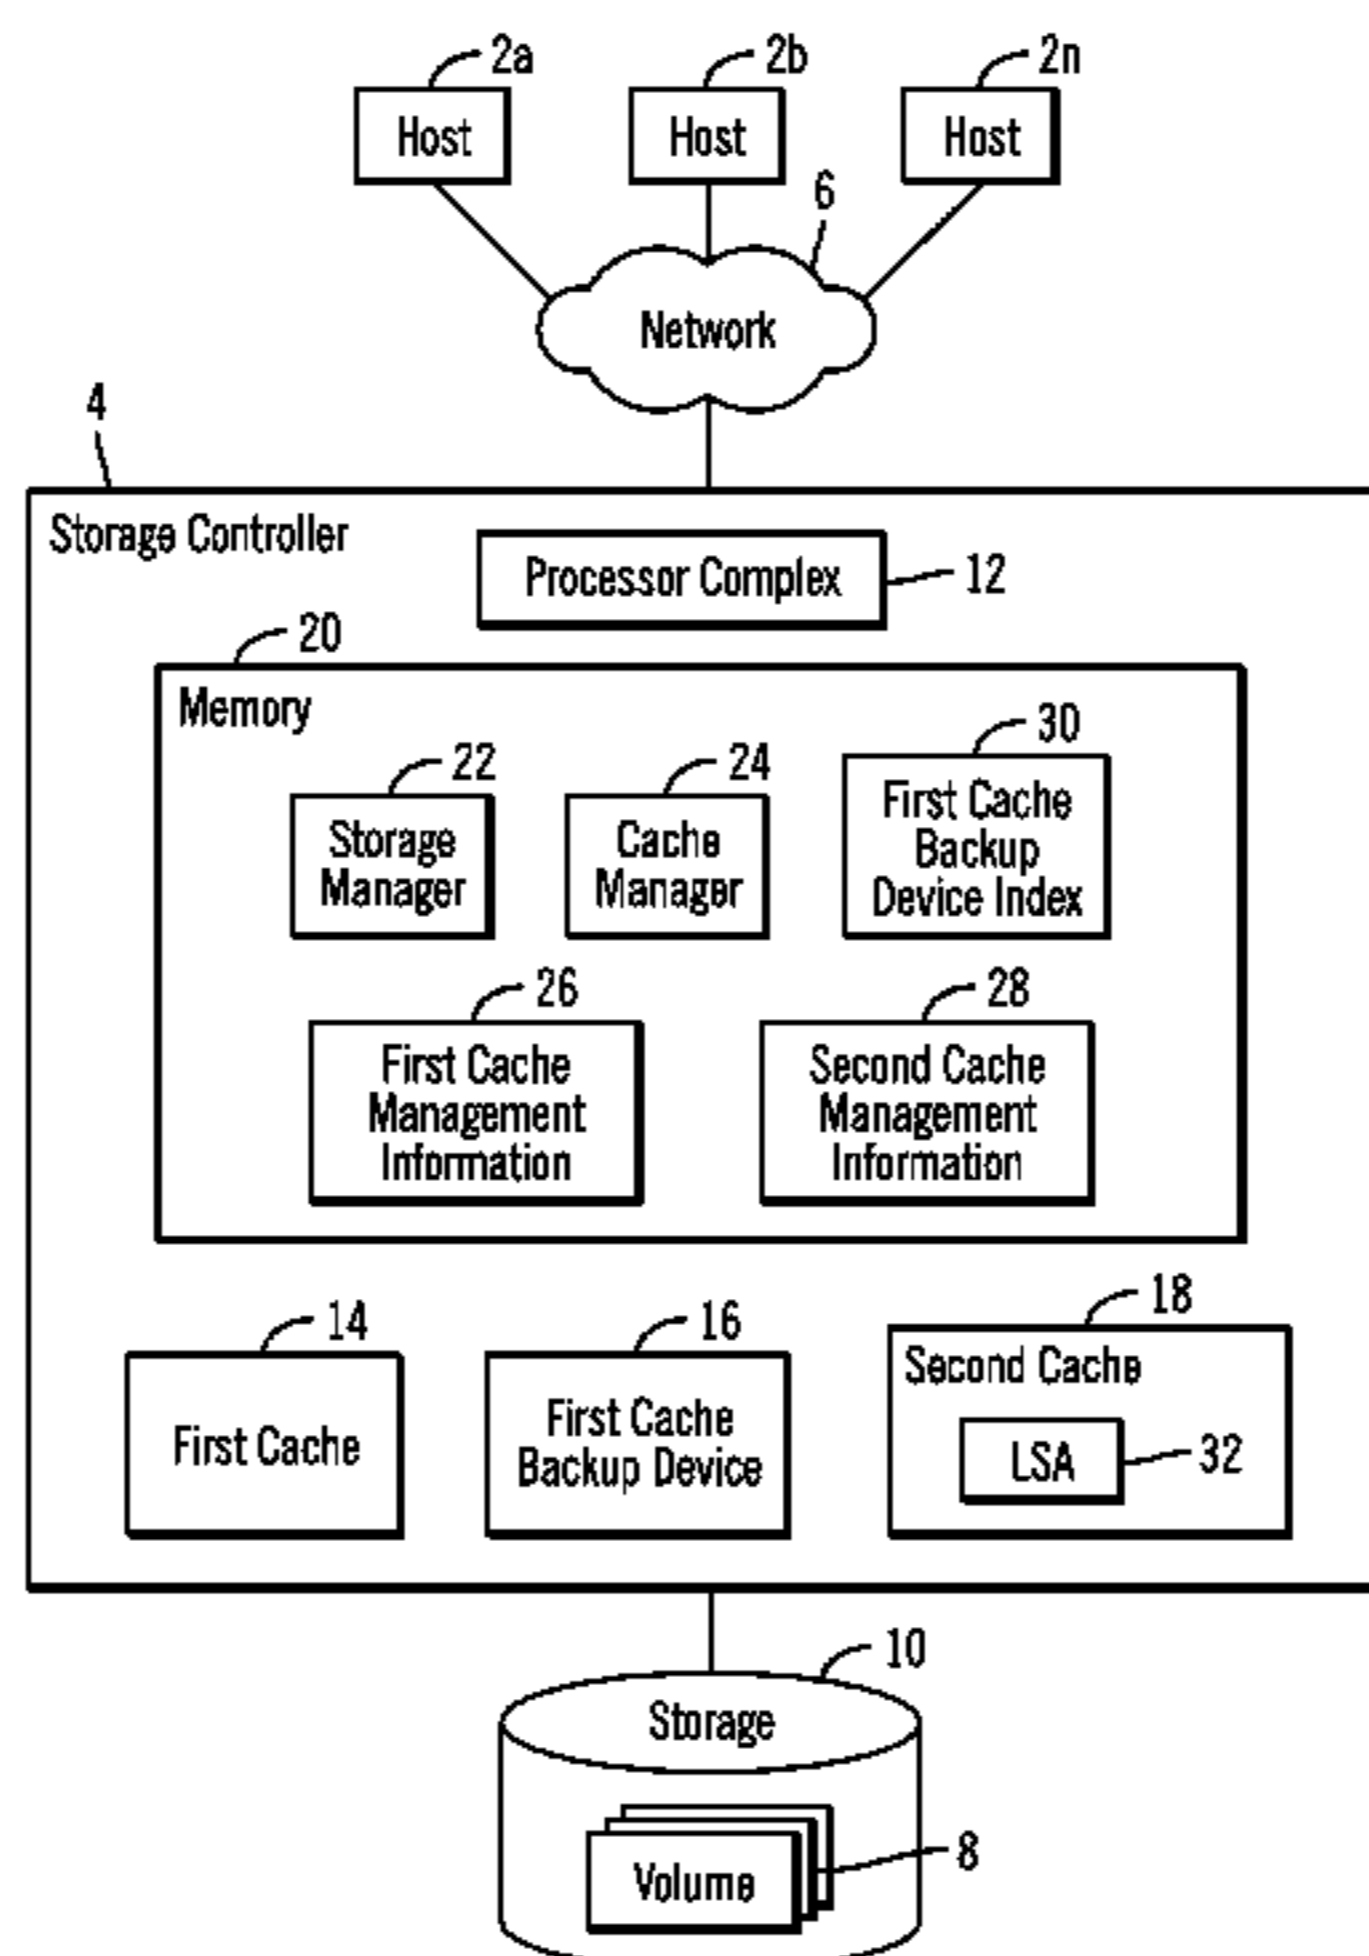 2a
2b
2n
Host
Host
Host
6
Network
4
Storage Controller
Processor Complex
12
20
Memory
22
24
30
Storage
Manager
Cache
Manager
First Cache
Backup
Device Index
26
28
First Cache
Management
Information
Second Cache
Management
Information
14
16
18
First Cache
First Cache
Backup Device
Second Cache
LSA
32
10
Storage
Volume
8